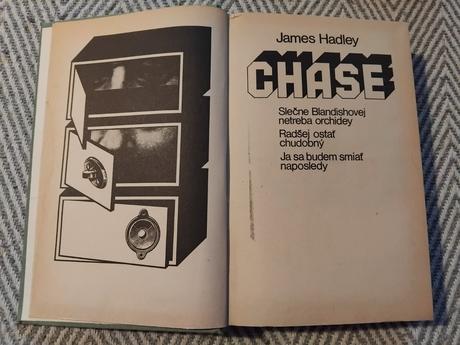 James Hadley
CHASE
Slečne Blandishovej
netreba orchidey
Radšej ostať
chudobný
Ja sa budem smiať
naposledy